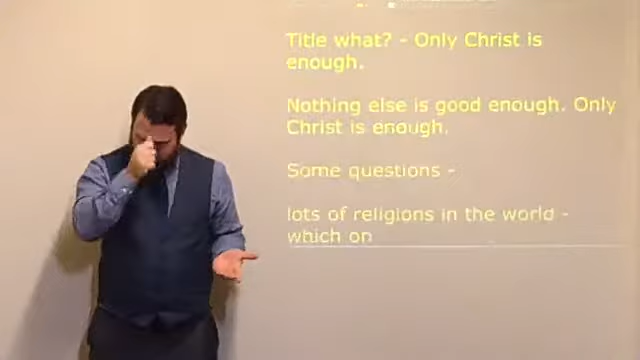 Title what? - Only Christ is
enough.
Nothing else is good enough. Only
Christ is enough.
Some questions -
lots of religions in the world -
which on